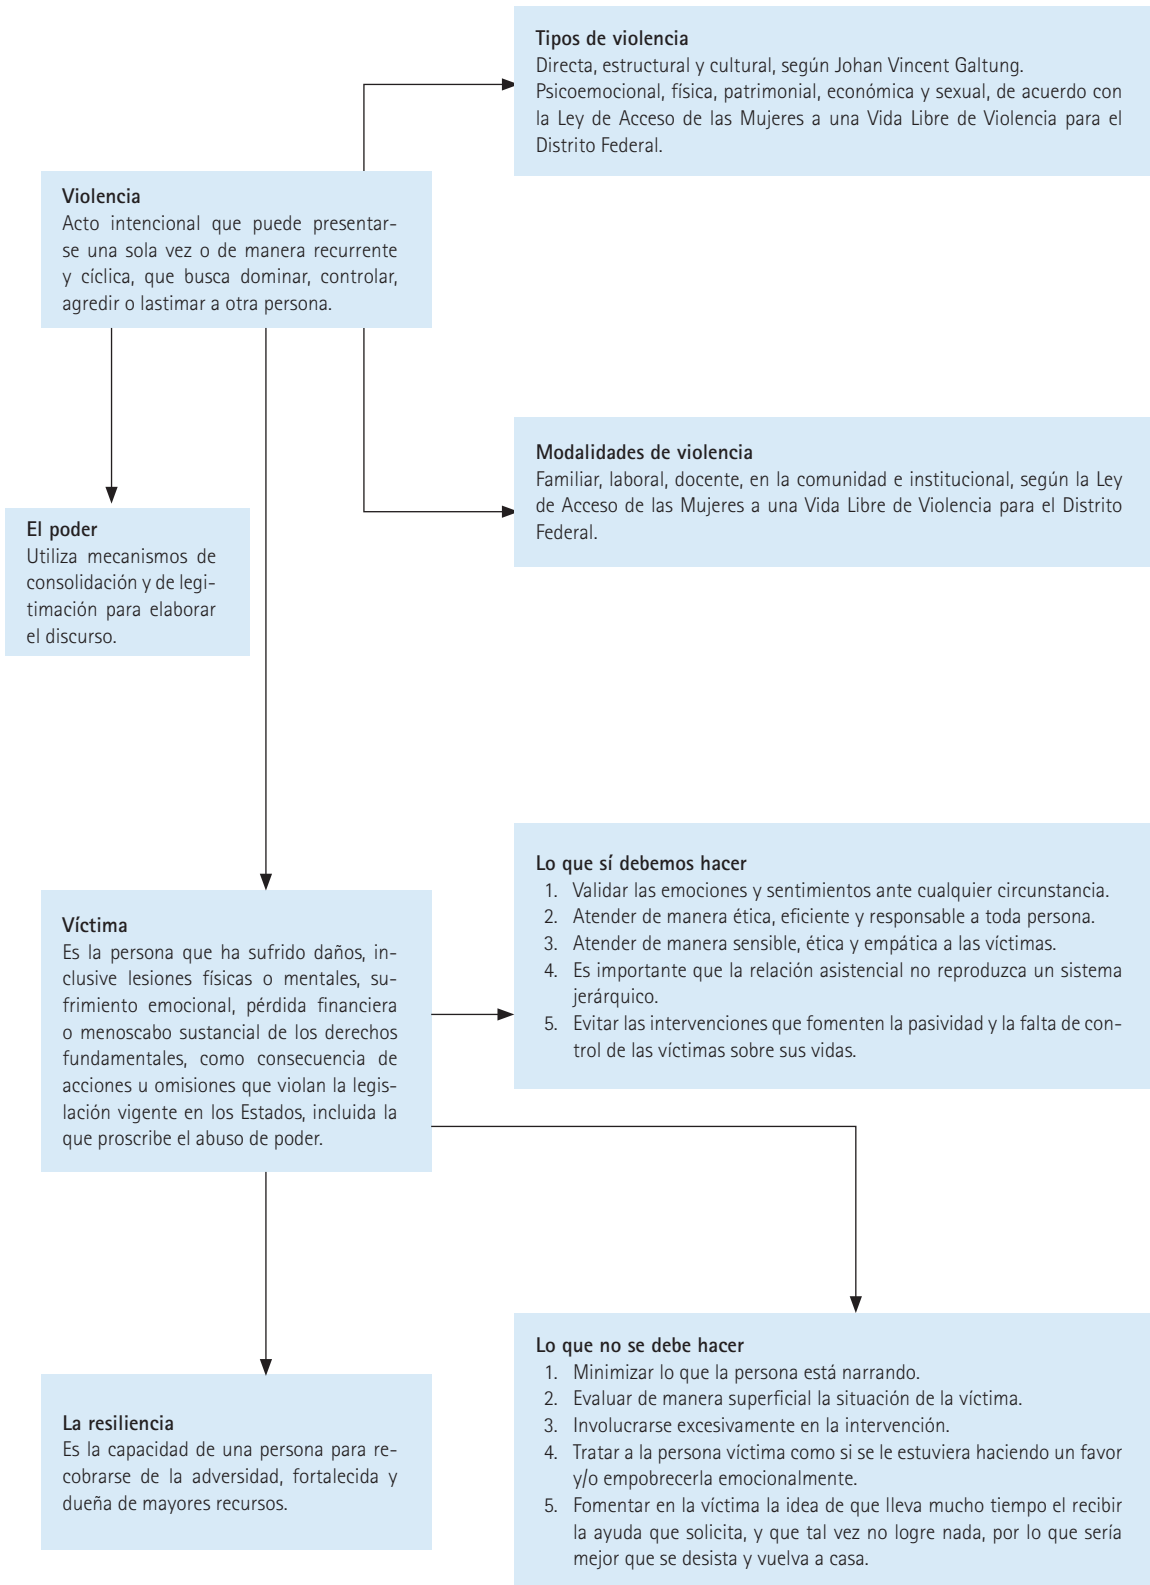 Tipos de violencia
Directa, estructural y cultural, según Johan Vincent Galtung.
Psicoemocional, física, patrimonial, económica y sexual, de acuerdo con
la Ley de Acceso de las Mujeres a una Vida Libre de Violencia para el
Distrito Federal.
Violencia
Acto intencional que puede presentar-
se una sola vez o de manera recurrente
y cíclica, que busca dominar, controlar,
agredir o lastimar a otra persona.
Modalidades de violencia
Familiar, laboral, docente, en la comunidad e institucional, según la Ley
de Acceso de las Mujeres a una Vida Libre de Violencia para el Distrito
Federal.
El poder
Utiliza mecanismos de
consolidación y de legi-
timación para elaborar
el discurso.
Lo que sí debemos hacer
1. Validar las emociones y sentimientos ante cualquier circunstancia.
2. Atender de manera ética, eficiente y responsable a toda persona.
3. Atender de manera sensible, ética y empática a las víctimas.
4. Es importante que la relación asistencial no reproduzca un sistema
jerárquico.
5. Evitar las intervenciones que fomenten la pasividad y la falta de con-
trol de las víctimas sobre sus vidas.
Víctima
Es la persona que ha sufrido daños, in-
clusive lesiones físicas o mentales, su-
frimiento emocional, pérdida financiera
o menoscabo sustancial de los derechos
fundamentales, como consecuencia de
acciones u omisiones que violan la legis-
lación vigente en los Estados, incluida la
que proscribe el abuso de poder.
Lo que no se debe hacer
1. Minimizar lo que la persona está narrando.
2. Evaluar de manera superficial la situación de la víctima.
3. Involucrarse excesivamente en la intervención.
4. Tratar a la persona víctima como si se le estuviera haciendo un favor
y/o empobrecerla emocionalmente.
5. Fomentar en la víctima la idea de que lleva mucho tiempo el recibir
la ayuda que solicita, y que tal vez no logre nada, por lo que sería
mejor que se desista y vuelva a casa.
La resiliencia
Es la capacidad de una persona para re-
cobrarse de la adversidad, fortalecida y
dueña de mayores recursos.